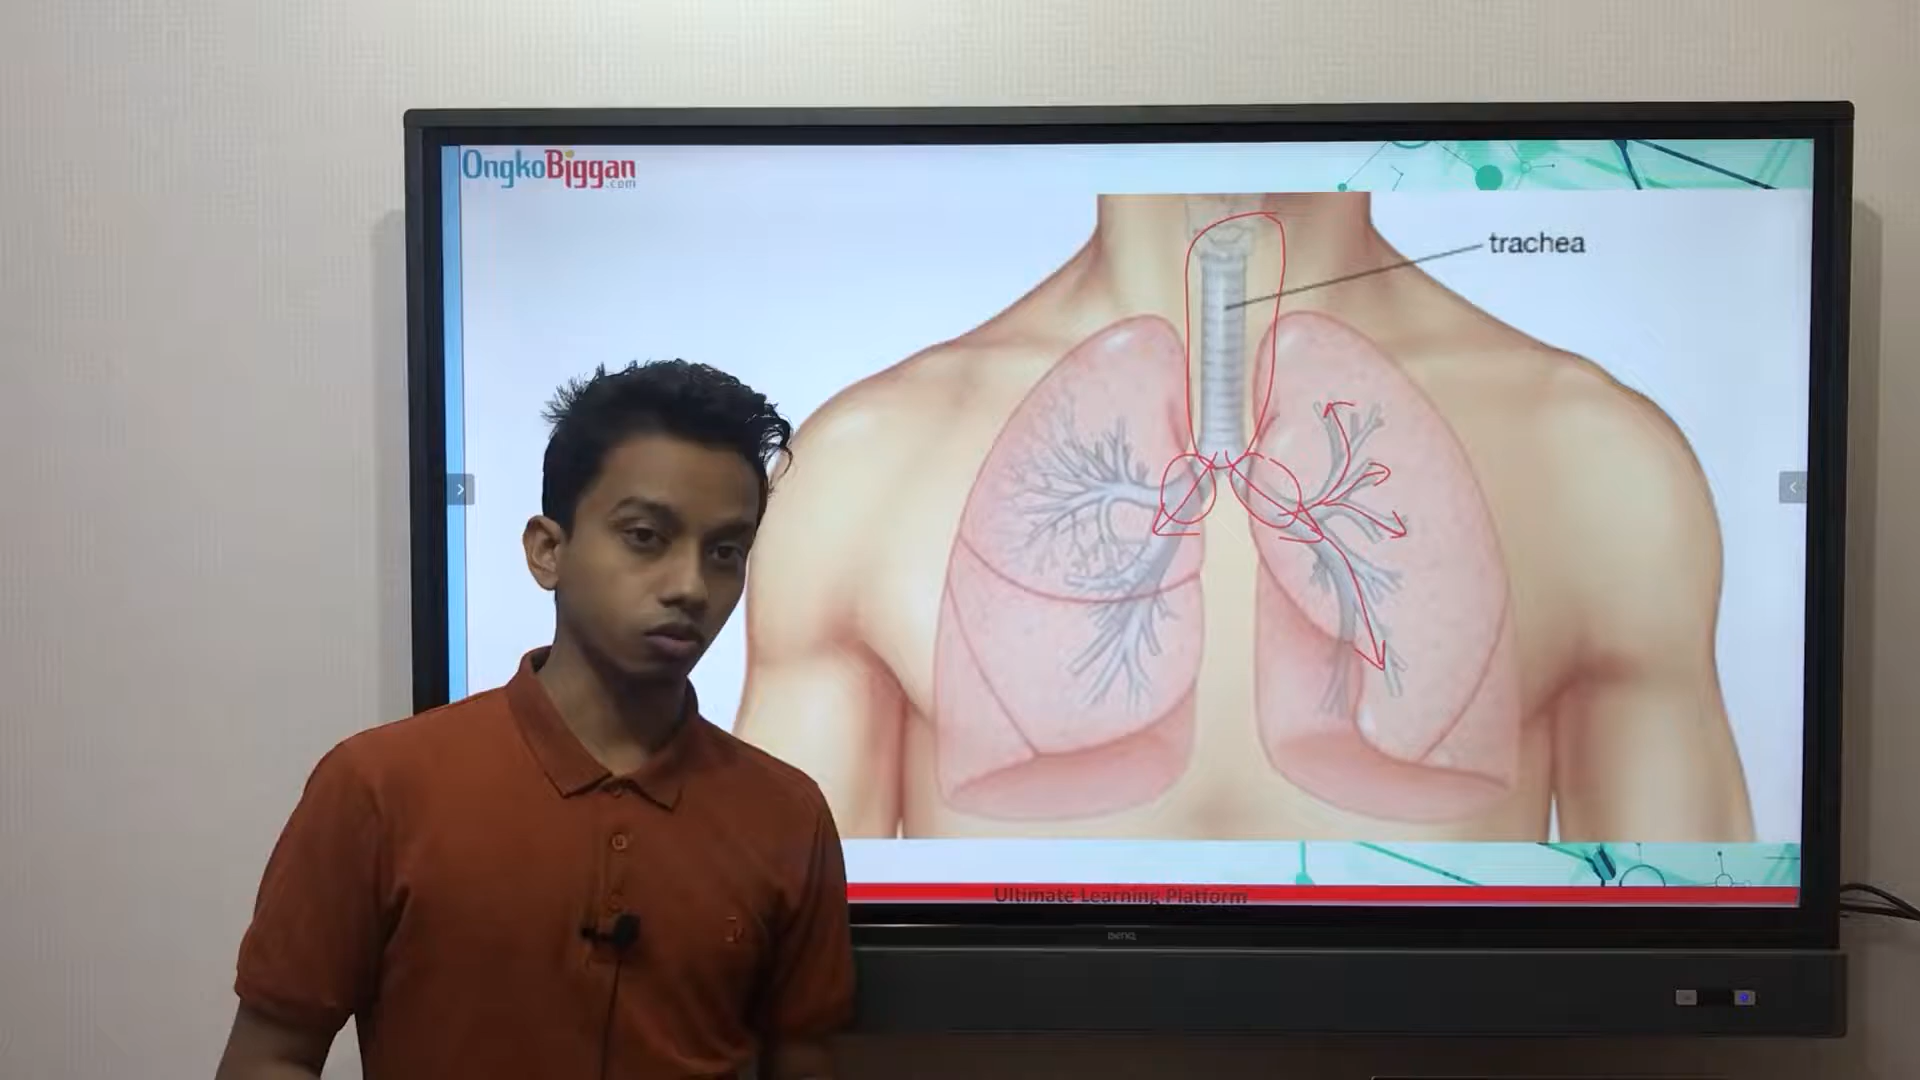 OngkoBiggan
.com
trachea
Ultimate Learning Platform
BenQ